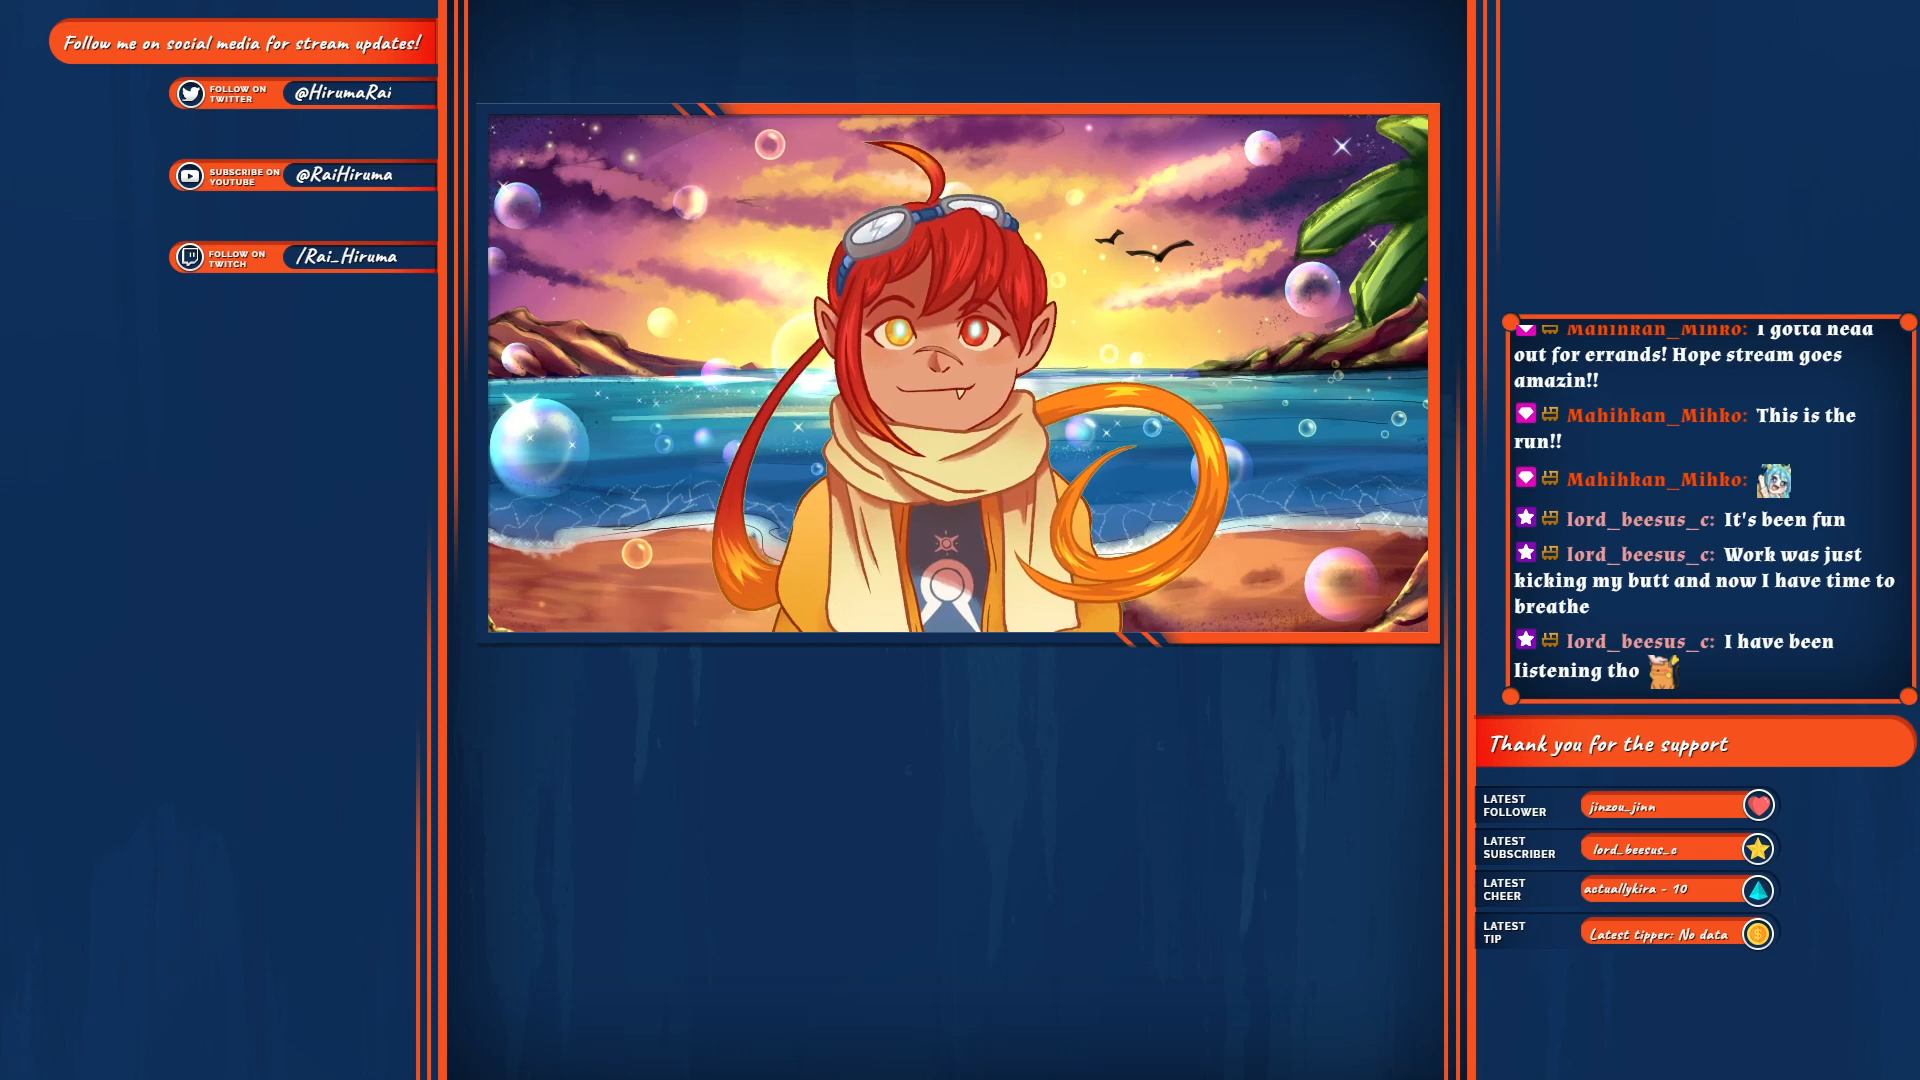 Follow me on social media for stream updates!
FOLLOW ON
TWITTER
@HirumaRai
SUBSCRIBE ON
YOUTUBE
@RaiHiruma
FOLLOW ON
TWITCH
/Rai_Hiruma
Mahihkan_Mihko: I gotta head
out for errands! Hope stream goes
amazin!!
Mahihkan_Mihko: This is the
run!!
Mahihkan_Mihko:
lord_beesus_c: It's been fun
lord_beesus_c: Work was just
kicking my butt and now I have time to
breathe
lord_beesus_c: I have been
listening tho
Thank you for the support
LATEST
FOLLOWER
jinzou_jinn
LATEST
SUBSCRIBER
lord_beesus_c
LATEST
CHEER
actuallykira - 10
LATEST
TIP
Latest tipper: No data